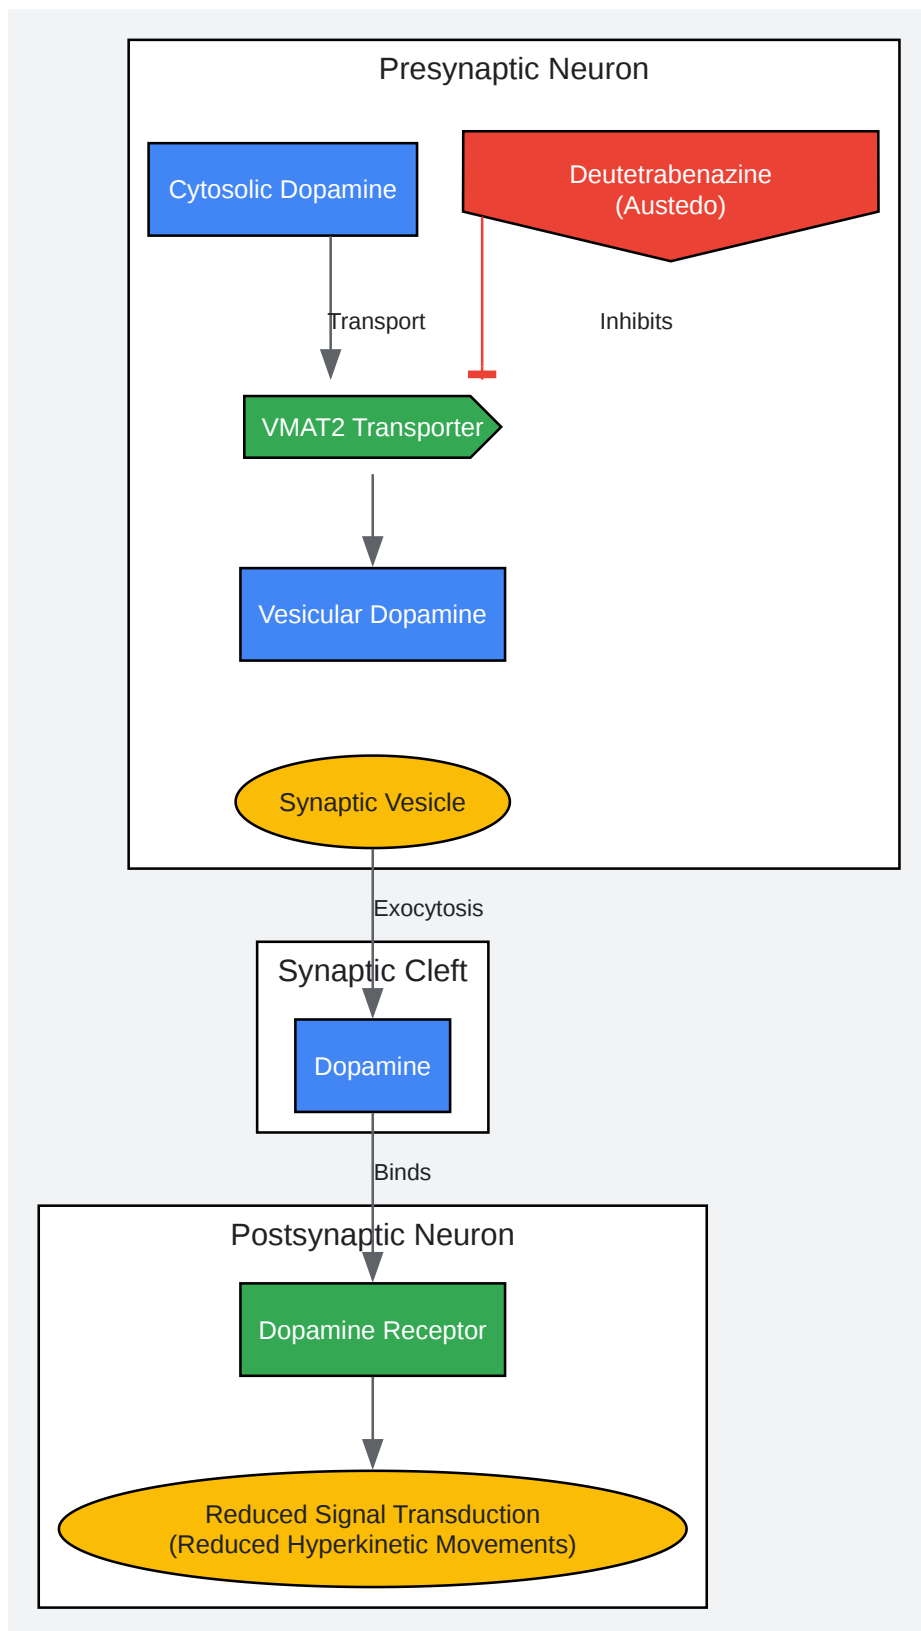 Presynaptic Neuron
Cytosolic Dopamine
Deutetrabenazine
(Austedo)
Transport
Inhibits
VMAT2 Transporter
Vesicular Dopamine
Synaptic Vesicle
Exocytosis
Synaptic Cleft
Dopamine
Binds
Postsynaptic Neuron
Dopamine Receptor
Reduced Signal Transduction
(Reduced Hyperkinetic Movements)